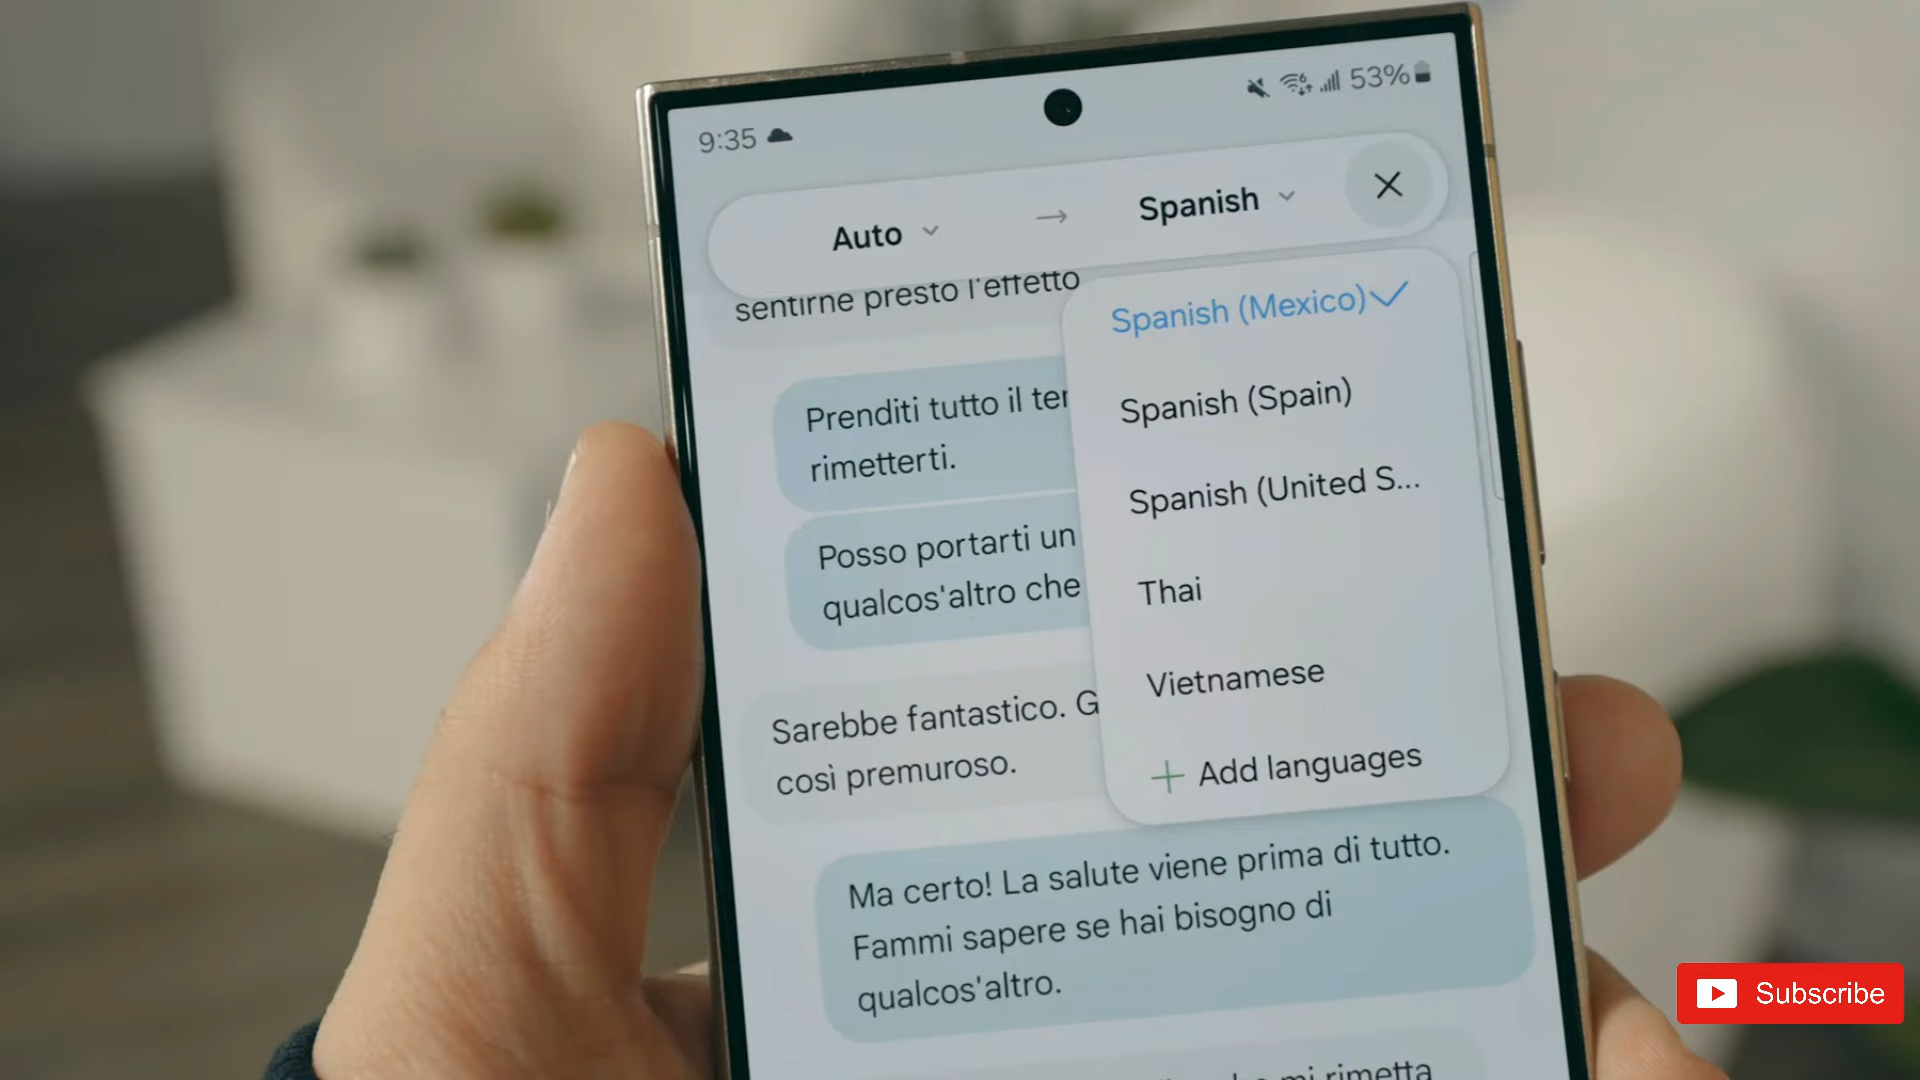 9:35
53%
Auto → Spanish
sentirne presto l'effetto
Spanish (Mexico)
Prenditi tutto il
rimetterti.
Spanish (Spain)
Spanish (United S...
Posso portarti un
qualcos'altro che
Thai
Vietnamese
Sarebbe fantastico. G
così premuroso.
+ Add languages
Ma certo! La salute viene prima di tutto.
Fammi sapere se hai bisogno di
qualcos'altro.
mi rimetta
Subscribe